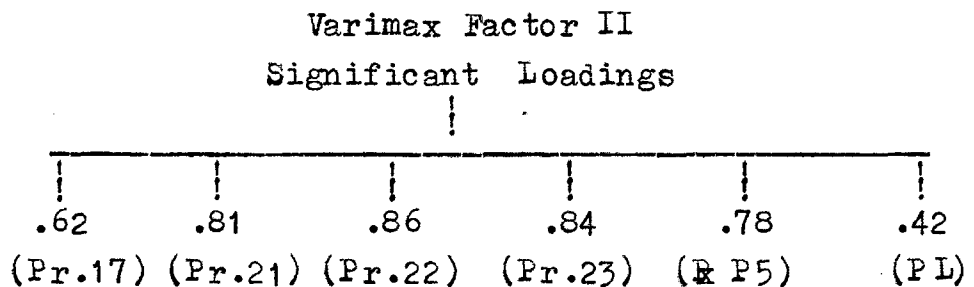 Varimax Factor II
Significant Loadings
.62 .81 .86 .84 .78 .42
(Pr.17) (Pr.21) (Pr.22) (Pr.23) (P5) (PL)